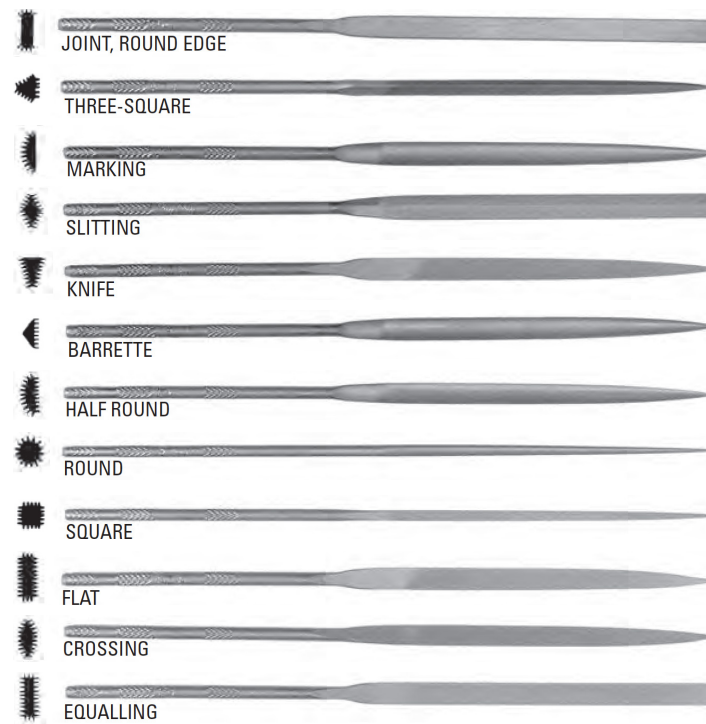 JOINT, ROUND EDGE
THREE-SQUARE
MARKING
SLITTING
KNIFE
BARRETTE
HALF ROUND
ROUND
SQUARE
FLAT
CROSSING
EQUALLING